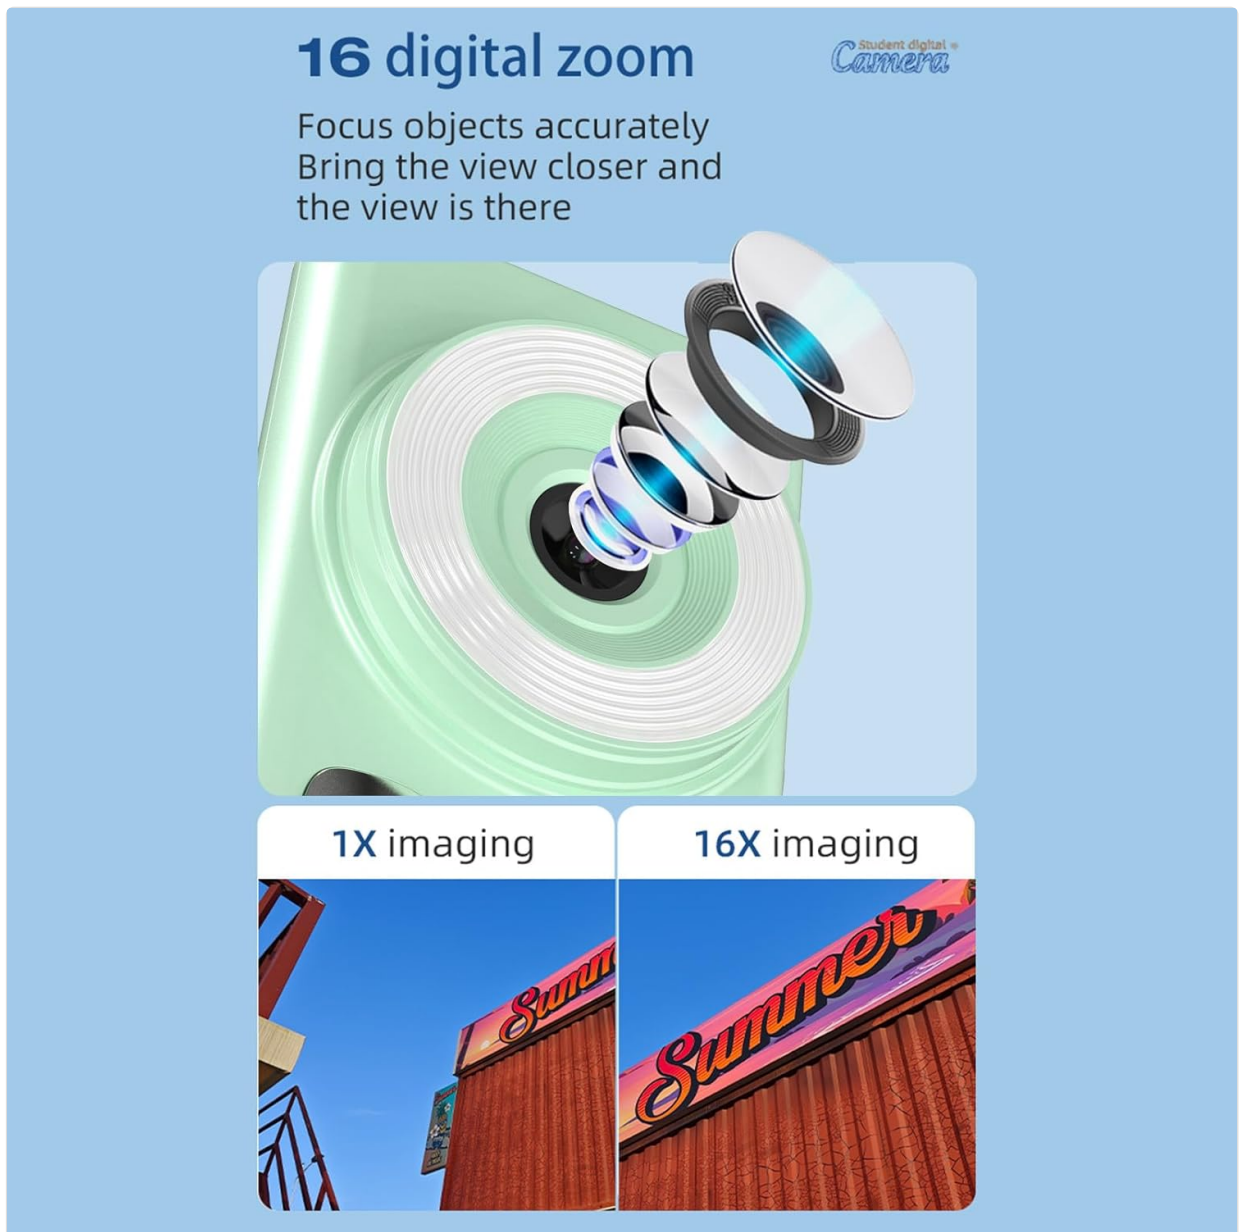 16 digital zoom
Student digital
Camera
Focus objects accurately
Bring the view closer and
the view is there
1X imaging
16X imaging
Summ
Summer